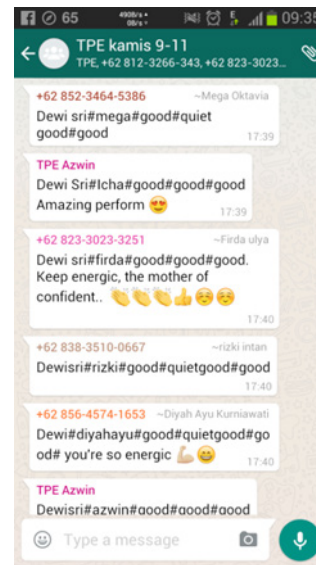 65
09:35
TPE kamis 9-11
TPE, +62 812-3266-343, +62 823-3023...
+62 852-3464-5386 ~Mega Oktavia
Dewi sri#mega#good#quiet
good#good
17:39
TPE Azwin
Dewi Sri#Icha#good#good#good
Amazing perform 😍
17:39
+62 823-3023-3251 ~Firda ulya
Dewi sri#firda#good#good#good.
Keep energic, the mother of
confident.. 👏👏👏👍☺️☺️
17:40
+62 838-3510-0667 ~rizki intan
Dewisri#rizki#good#quietgood#good
17:40
+62 856-4574-1653 ~Diyah Ayu Kurniawati
Dewi#diyahayu#good#quietgood#go
od# you're so energic 💪😄
17:40
TPE Azwin
Dewisri#azwin#good#good#good
Type a message